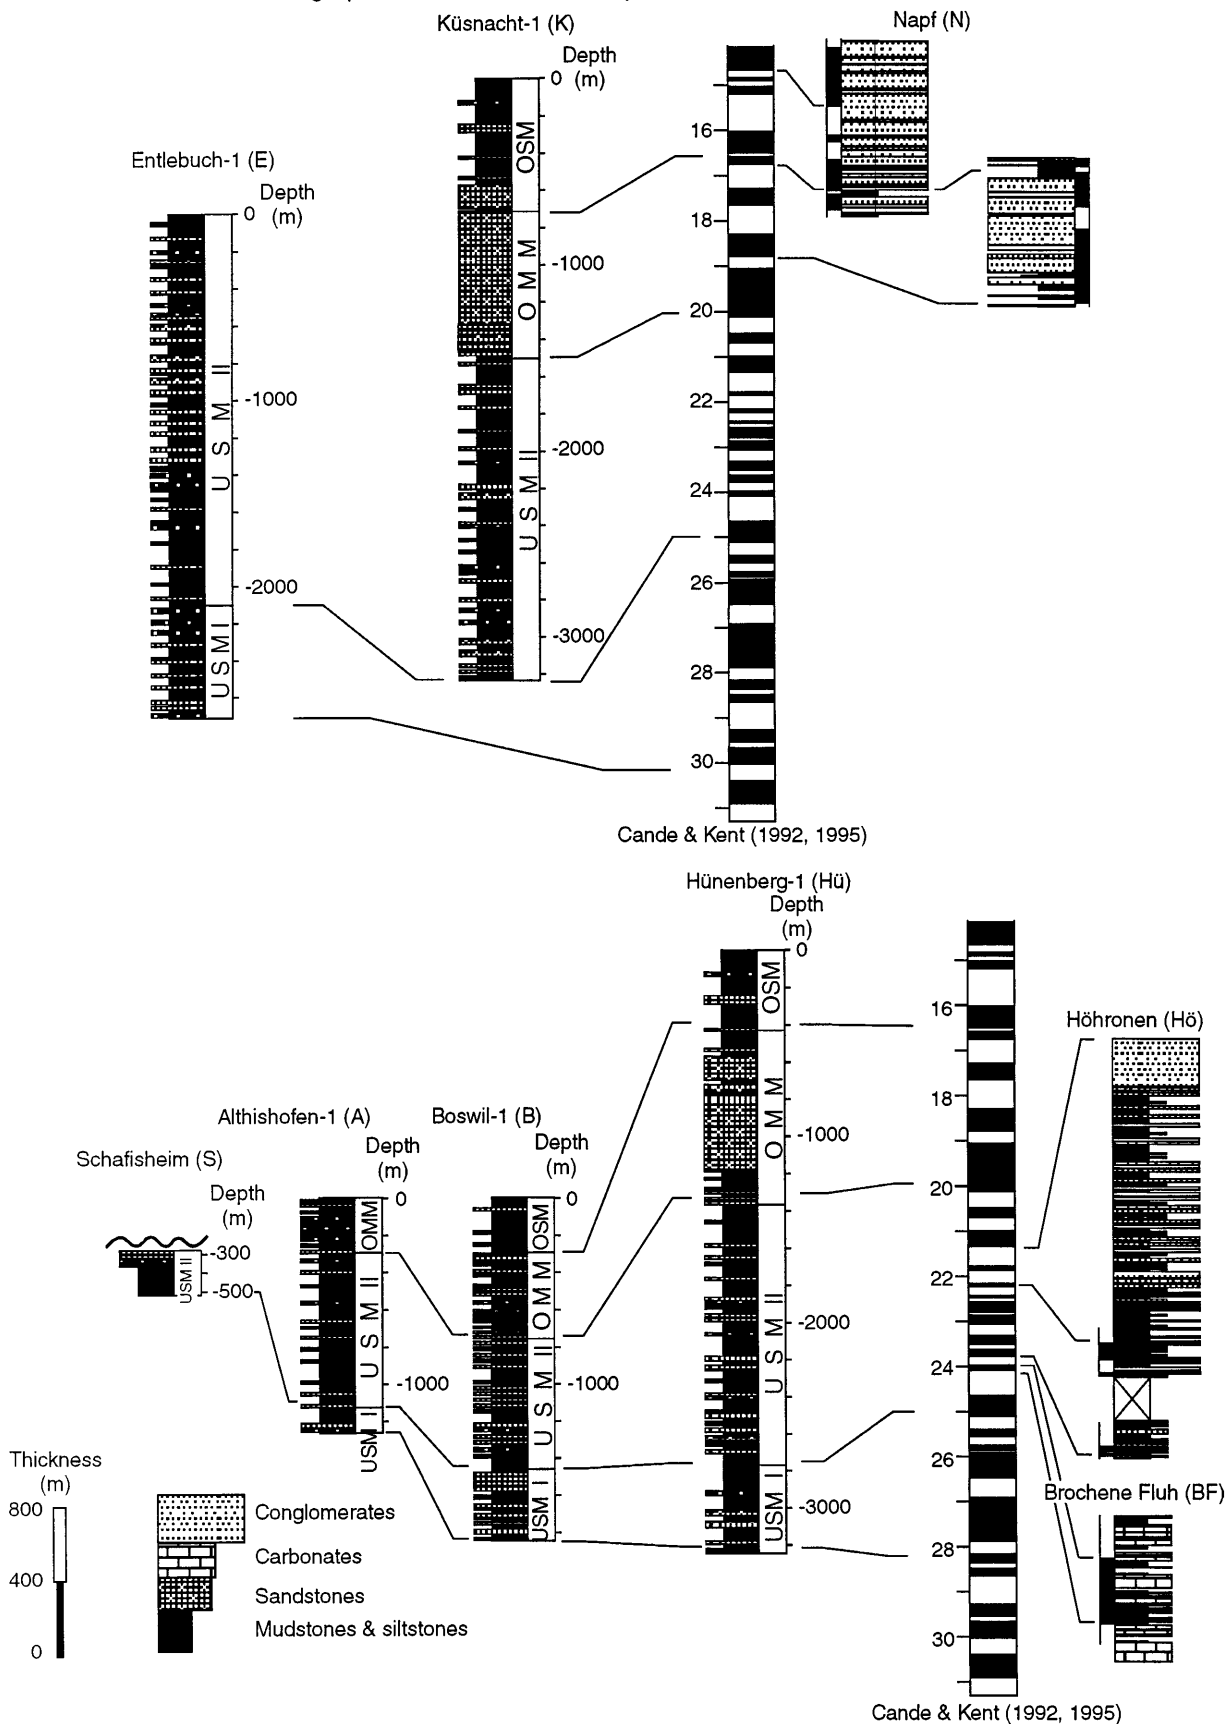 Küsnacht-1 (K)
Napf (N)
Depth
(m)
0
OSM
OMM
USM II
-1000
-2000
-3000
Entlebuch-1 (E)
Depth
(m)
0
-1000
-2000
USM II
USM I
16
18
20
22
24
26
28
30
Cande & Kent (1992, 1995)
Hünenberg-1 (Hü)
Depth
(m)
0
OSM
OMM
USM II
USM I
-1000
-2000
-3000
16
18
20
22
24
26
28
30
Cande & Kent (1992, 1995)
Höhronen (Hö)
Brochene Fluh (BF)
Althishofen-1 (A)
Depth
(m)
0
-1000
OMM
USM II
USM I
Boswil-1 (B)
Depth
(m)
0
-1000
OSM
OMM
USM II
USM I
Schafisheim (S)
Depth
(m)
-300
-500
USM II
Thickness
(m)
800
400
0
Conglomerates
Carbonates
Sandstones
Mudstones & siltstones